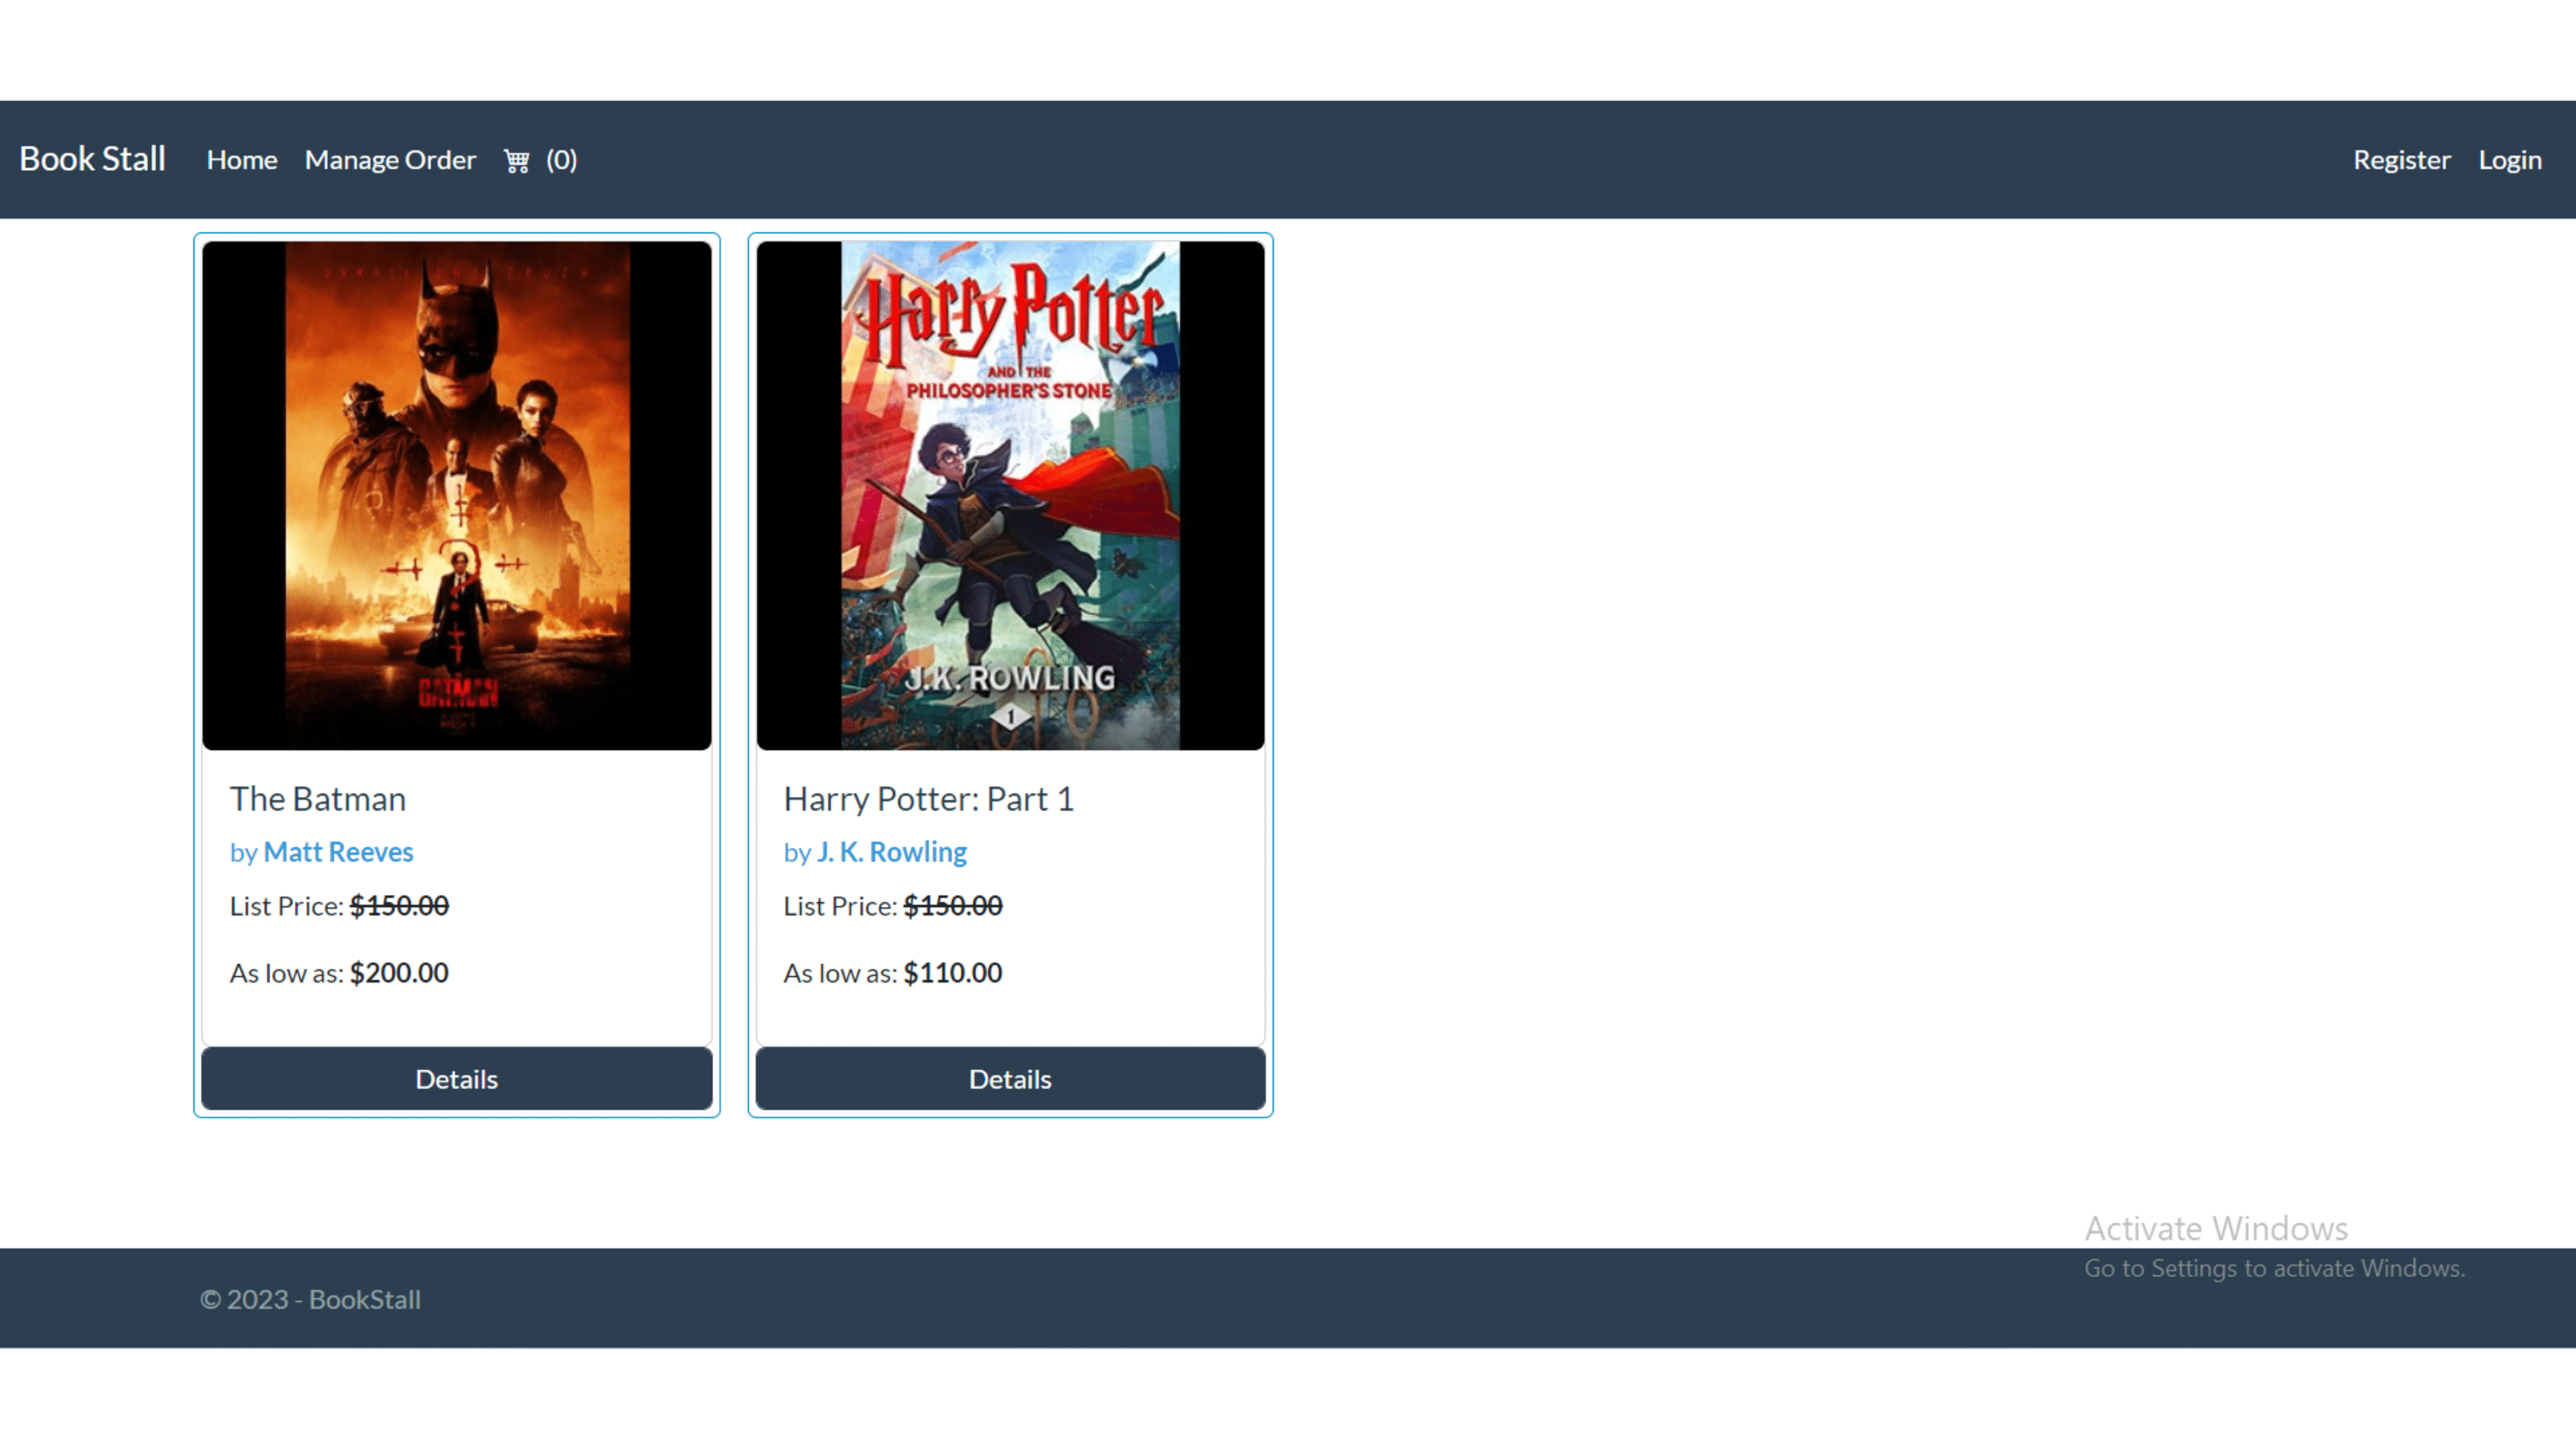 Book Stall Home Manage Order (0) Register Login
UNMASK THE TRUTH
BATMAN
Harry Potter
AND THE
PHILOSOPHER'S STONE
J.K. ROWLING
1
The Batman
by Matt Reeves
List Price: $150.00
As low as: $200.00
Details
Harry Potter: Part 1
by J. K. Rowling
List Price: $150.00
As low as: $110.00
Details
Activate Windows
Go to Settings to activate Windows.
© 2023 - BookStall